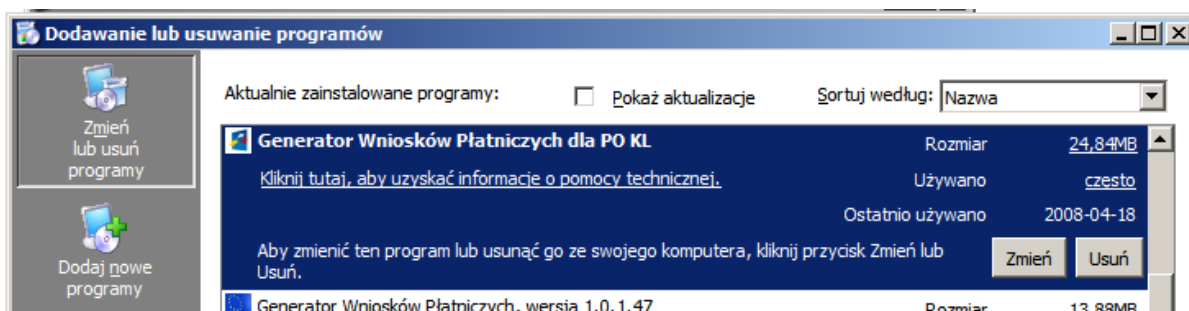 Dodawanie lub usuwanie programów
Zmień
lub usuń
programy
Dodaj nowe
programy
Aktualnie zainstalowane programy:
Pokaż aktualizacje
Sortuj według: Nazwa
Generator Wniosków Płatniczych dla PO KL
Rozmiar 24,84MB
Kliknij tutaj, aby uzyskać informacje o pomocy technicznej.
Używano często
Ostatnio używano 2008-04-18
Aby zmienić ten program lub usunąć go ze swojego komputera, kliknij przycisk Zmień lub
Usuń.
Zmień Usuń
Generator Wniosków Płatniczych, wersja 1.0.1.47
Rozmiar 13,88MB